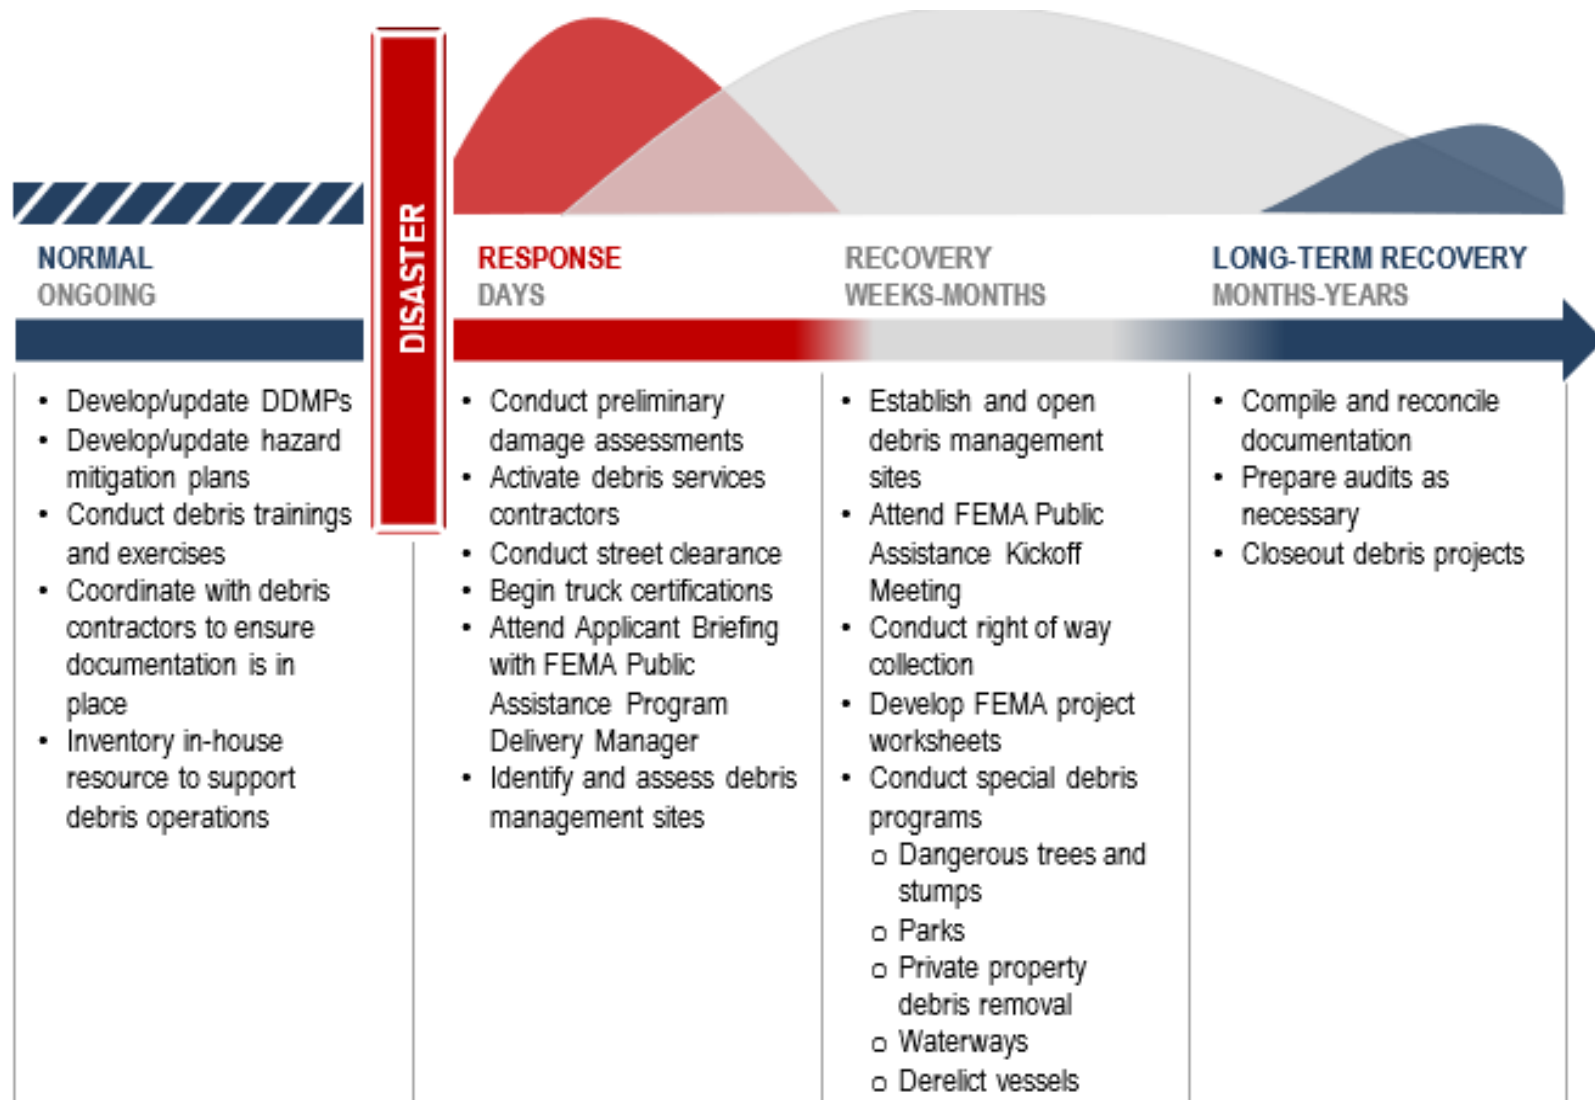 DISASTER
NORMAL
ONGOING
• Develop/update DDMPs
• Develop/update hazard
mitigation plans
• Conduct debris trainings
and exercises
• Coordinate with debris
contractors to ensure
documentation is in
place
• Inventory in-house
resource to support
debris operations
RESPONSE
DAYS
• Conduct preliminary
damage assessments
• Activate debris services
contractors
• Conduct street clearance
• Begin truck certifications
• Attend Applicant Briefing
with FEMA Public
Assistance Program
Delivery Manager
• Identify and assess debris
management sites
RECOVERY
WEEKS-MONTHS
• Establish and open
debris management
sites
• Attend FEMA Public
Assistance Kickoff
Meeting
• Conduct right of way
collection
• Develop FEMA project
worksheets
• Conduct special debris
programs
o Dangerous trees and
stumps
o Parks
o Private property
debris removal
o Waterways
o Derelict vessels
LONG-TERM RECOVERY
MONTHS-YEARS
• Compile and reconcile
documentation
• Prepare audits as
necessary
• Closeout debris projects